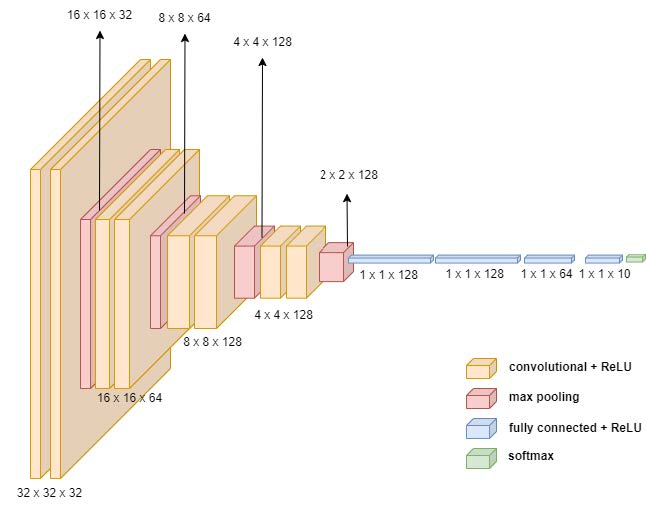 16 x 16 x 32
8 x 8 x 64
4 x 4 x 128
2 x 2 x 128
1 x 1 x 128
1 x 1 x 128
1 x 1 x 64
1 x 1 x 10
4 x 4 x 128
8 x 8 x 128
16 x 16 x 64
32 x 32 x 32
convolutional + ReLU
max pooling
fully connected + ReLU
softmax